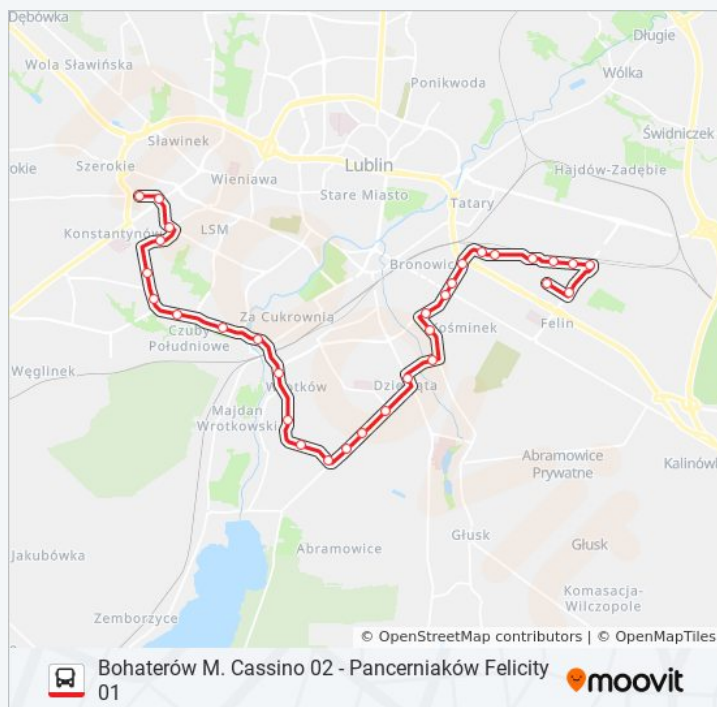 Dębówka
Długie
Wola Sławińska
Ponikwoda
Wólka
Sławinek
Świdniczek
okie
Szerokie
Lublin
Hajdów-Zadębie
Wieniawa
Stare Miasto
Tatary
Konstantynów
LSM
Bronowice
Za Cukrownią
Felin
Kośminek
Czuby
Południowe
Węglinek
Wrotków
Dziesiąta
Majdan
Wrotkowski
Abramowice
Prywatne
Kalinówk
Głusk
Jakubówka
Abramowice
Głusk
Komasacja-
Wilczopole
Zemborzyce
© OpenStreetMap contributors | © OpenMapTiles
Bohaterów M. Cassino 02 - Pancerniaków Felicity
01
moovit